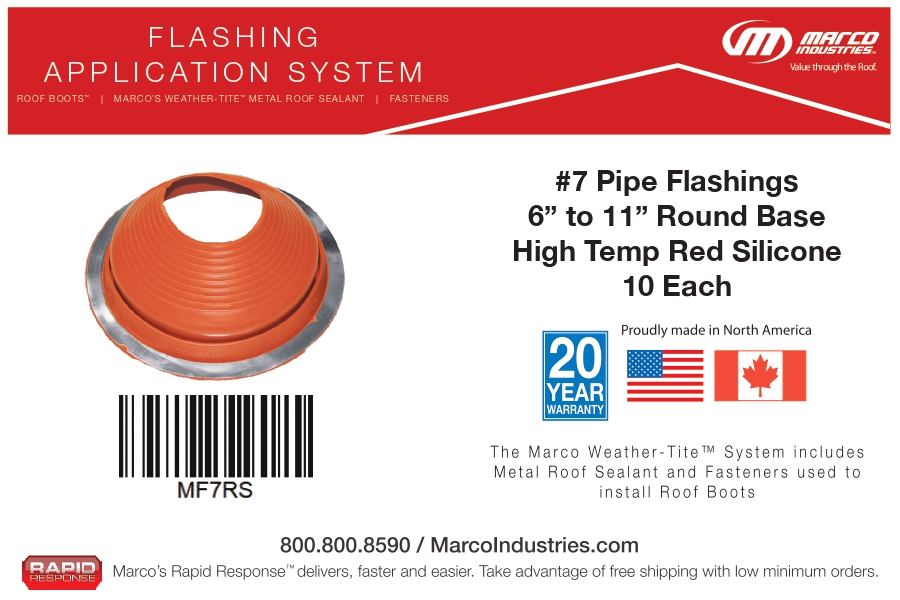 FLASHING
APPLICATION SYSTEM
ROOF BOOTS™ | MARCO'S WEATHER-TITE™ METAL ROOF SEALANT | FASTENERS
MARCO
INDUSTRIES™
Value through the Roof.
#7 Pipe Flashings
6” to 11” Round Base
High Temp Red Silicone
10 Each
Proudly made in North America
20
YEAR
WARRANTY
MF7RS
The Marco Weather-Tite™ System includes
Metal Roof Sealant and Fasteners used to
install Roof Boots
800.800.8590 / MarcoIndustries.com
RAPID
RESPONSE
Marco’s Rapid Response™ delivers, faster and easier. Take advantage of free shipping with low minimum orders.